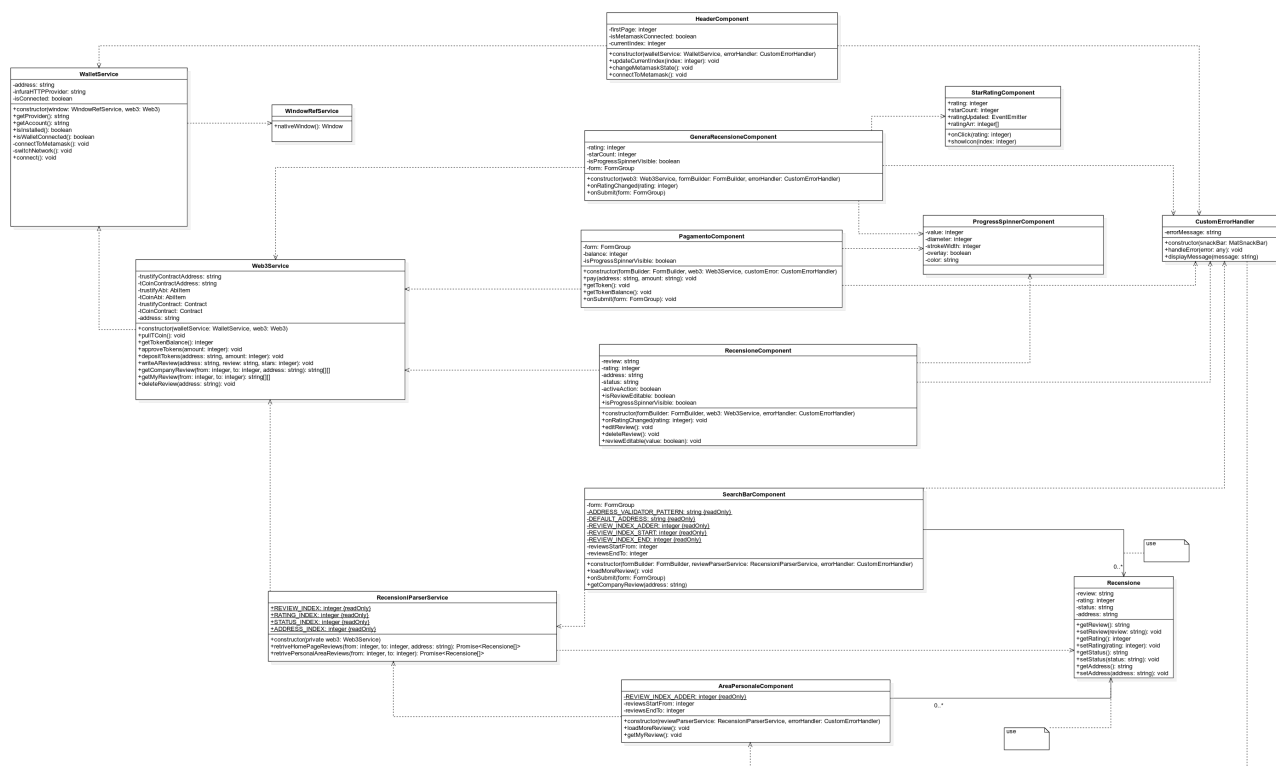 HeaderComponent
-firstPage: integer
-isMetamaskConnected: boolean
-currentIndex: integer
+constructor(walletService: WalletService, errorHandler: CustomErrorHandler)
+updateCurrentIndex(index: integer): void
+changeMetamaskState(): void
+connectToMetamask(): void
WalletService
-address: string
-infuraHTTPProvider: string
-isConnected: boolean
+constructor(window: WindowRefService, web3: Web3)
+getProvider(): string
+getAccount(): string
+isInstalled(): boolean
+isWalletConnected(): boolean
-connectToMetamask(): void
-switchNetwork(): void
+connect(): void
WindowRefService
+nativeWindow(): Window
StarRatingComponent
+rating: integer
+starCount: integer
+ratingUpdated: EventEmitter
+ratingArr: integer[]
+onClick(rating: integer)
+showIcon(index: integer)
GeneraRecensioneComponent
-rating: integer
-starCount: integer
-isProgressSpinnerVisible: boolean
-form: FormGroup
+constructor(web3: Web3Service, formBuilder: FormBuilder, errorHandler: CustomErrorHandler)
+onRatingChanged(rating: integer)
+onSubmit(form: FormGroup)
ProgressSpinnerComponent
-value: integer
-diameter: integer
-strokeWidth: integer
-overlay: boolean
-color: string
CustomErrorHandler
-errorMessage: string
+constructor(snackBar: MatSnackBar)
+handleError(error: any): void
+displayMessage(message: string)
PagamentoComponent
-form: FormGroup
-balance: integer
-isProgressSpinnerVisible: boolean
+constructor(formBuilder: FormBuilder, web3: Web3Service, customError: CustomErrorHandler)
+pay(address: string, amount: string): void
+getToken(): void
+getTokenBalance(): void
+onSubmit(form: FormGroup): void
Web3Service
-trustifyContractAddress: string
-tCoinContractAddress: string
-trustifyAbi: AbiItem
-tCoinAbi: AbiItem
-trustifyContract: Contract
-tCoinContract: Contract
-address: string
+constructor(walletService: WalletService, web3: Web3)
+pullTCoin(): void
+getTokenBalance(): integer
+approveTokens(amount: integer): void
+depositTokens(address: string, amount: integer): void
+writeAReview(address: string, review: string, stars: integer): void
+getCompanyReview(from: integer, to: integer, address: string): string[][]
+getMyReview(from: integer, to: integer): string[][]
+deleteReview(address: string): void
RecensioneComponent
-review: string
-rating: integer
-address: string
-status: string
-activeAction: boolean
+isReviewEditable: boolean
+isProgressSpinnerVisible: boolean
+constructor(formBuilder: FormBuilder, web3: Web3Service, errorHandler: CustomErrorHandler)
+onRatingChanged(rating: integer): void
+editReview(): void
+deleteReview(): void
+reviewEditable(value: boolean): void
SearchBarComponent
-form: FormGroup
-ADDRESS_VALIDATOR_PATTERN: string {readOnly}
-DEFAULT_ADDRESS: string {readOnly}
-REVIEW_INDEX_ADDER: integer {readOnly}
-REVIEW_INDEX_START: integer {readOnly}
-REVIEW_INDEX_END: integer {readOnly}
-reviewsStartFrom: integer
-reviewsEndTo: integer
+constructor(formBuilder: FormBuilder, reviewParserService: RecensioniParserService, errorHandler: CustomErrorHandler)
+loadMoreReview(): void
+onSubmit(form: FormGroup)
+getCompanyReview(address: string)
use
0..*
Recensione
-review: string
-rating: integer
-status: string
-address: string
+getReview(): string
+setReview(review: string): void
+getRating(): integer
+setRating(rating: integer): void
+getStatus(): string
+setStatus(status: string): void
+getAddress(): string
+setAddress(address: string): void
RecensioniParserService
+REVIEW_INDEX: integer {readOnly}
+RATING_INDEX: integer {readOnly}
+STATUS_INDEX: integer {readOnly}
+ADDRESS_INDEX: integer {readOnly}
+constructor(private web3: Web3Service)
+retriveHomePageReviews(from: integer, to: integer, address: string): Promise<Recensione[]>
+retrivePersonalAreaReviews(from: integer, to: integer): Promise<Recensione[]>
AreaPersonaleComponent
-REVIEW_INDEX_ADDER: integer {readOnly}
-reviewsStartFrom: integer
-reviewsEndTo: integer
+constructor(reviewParserService: RecensioniParserService, errorHandler: CustomErrorHandler)
+loadMoreReview(): void
+getMyReview(): void
0..*
use